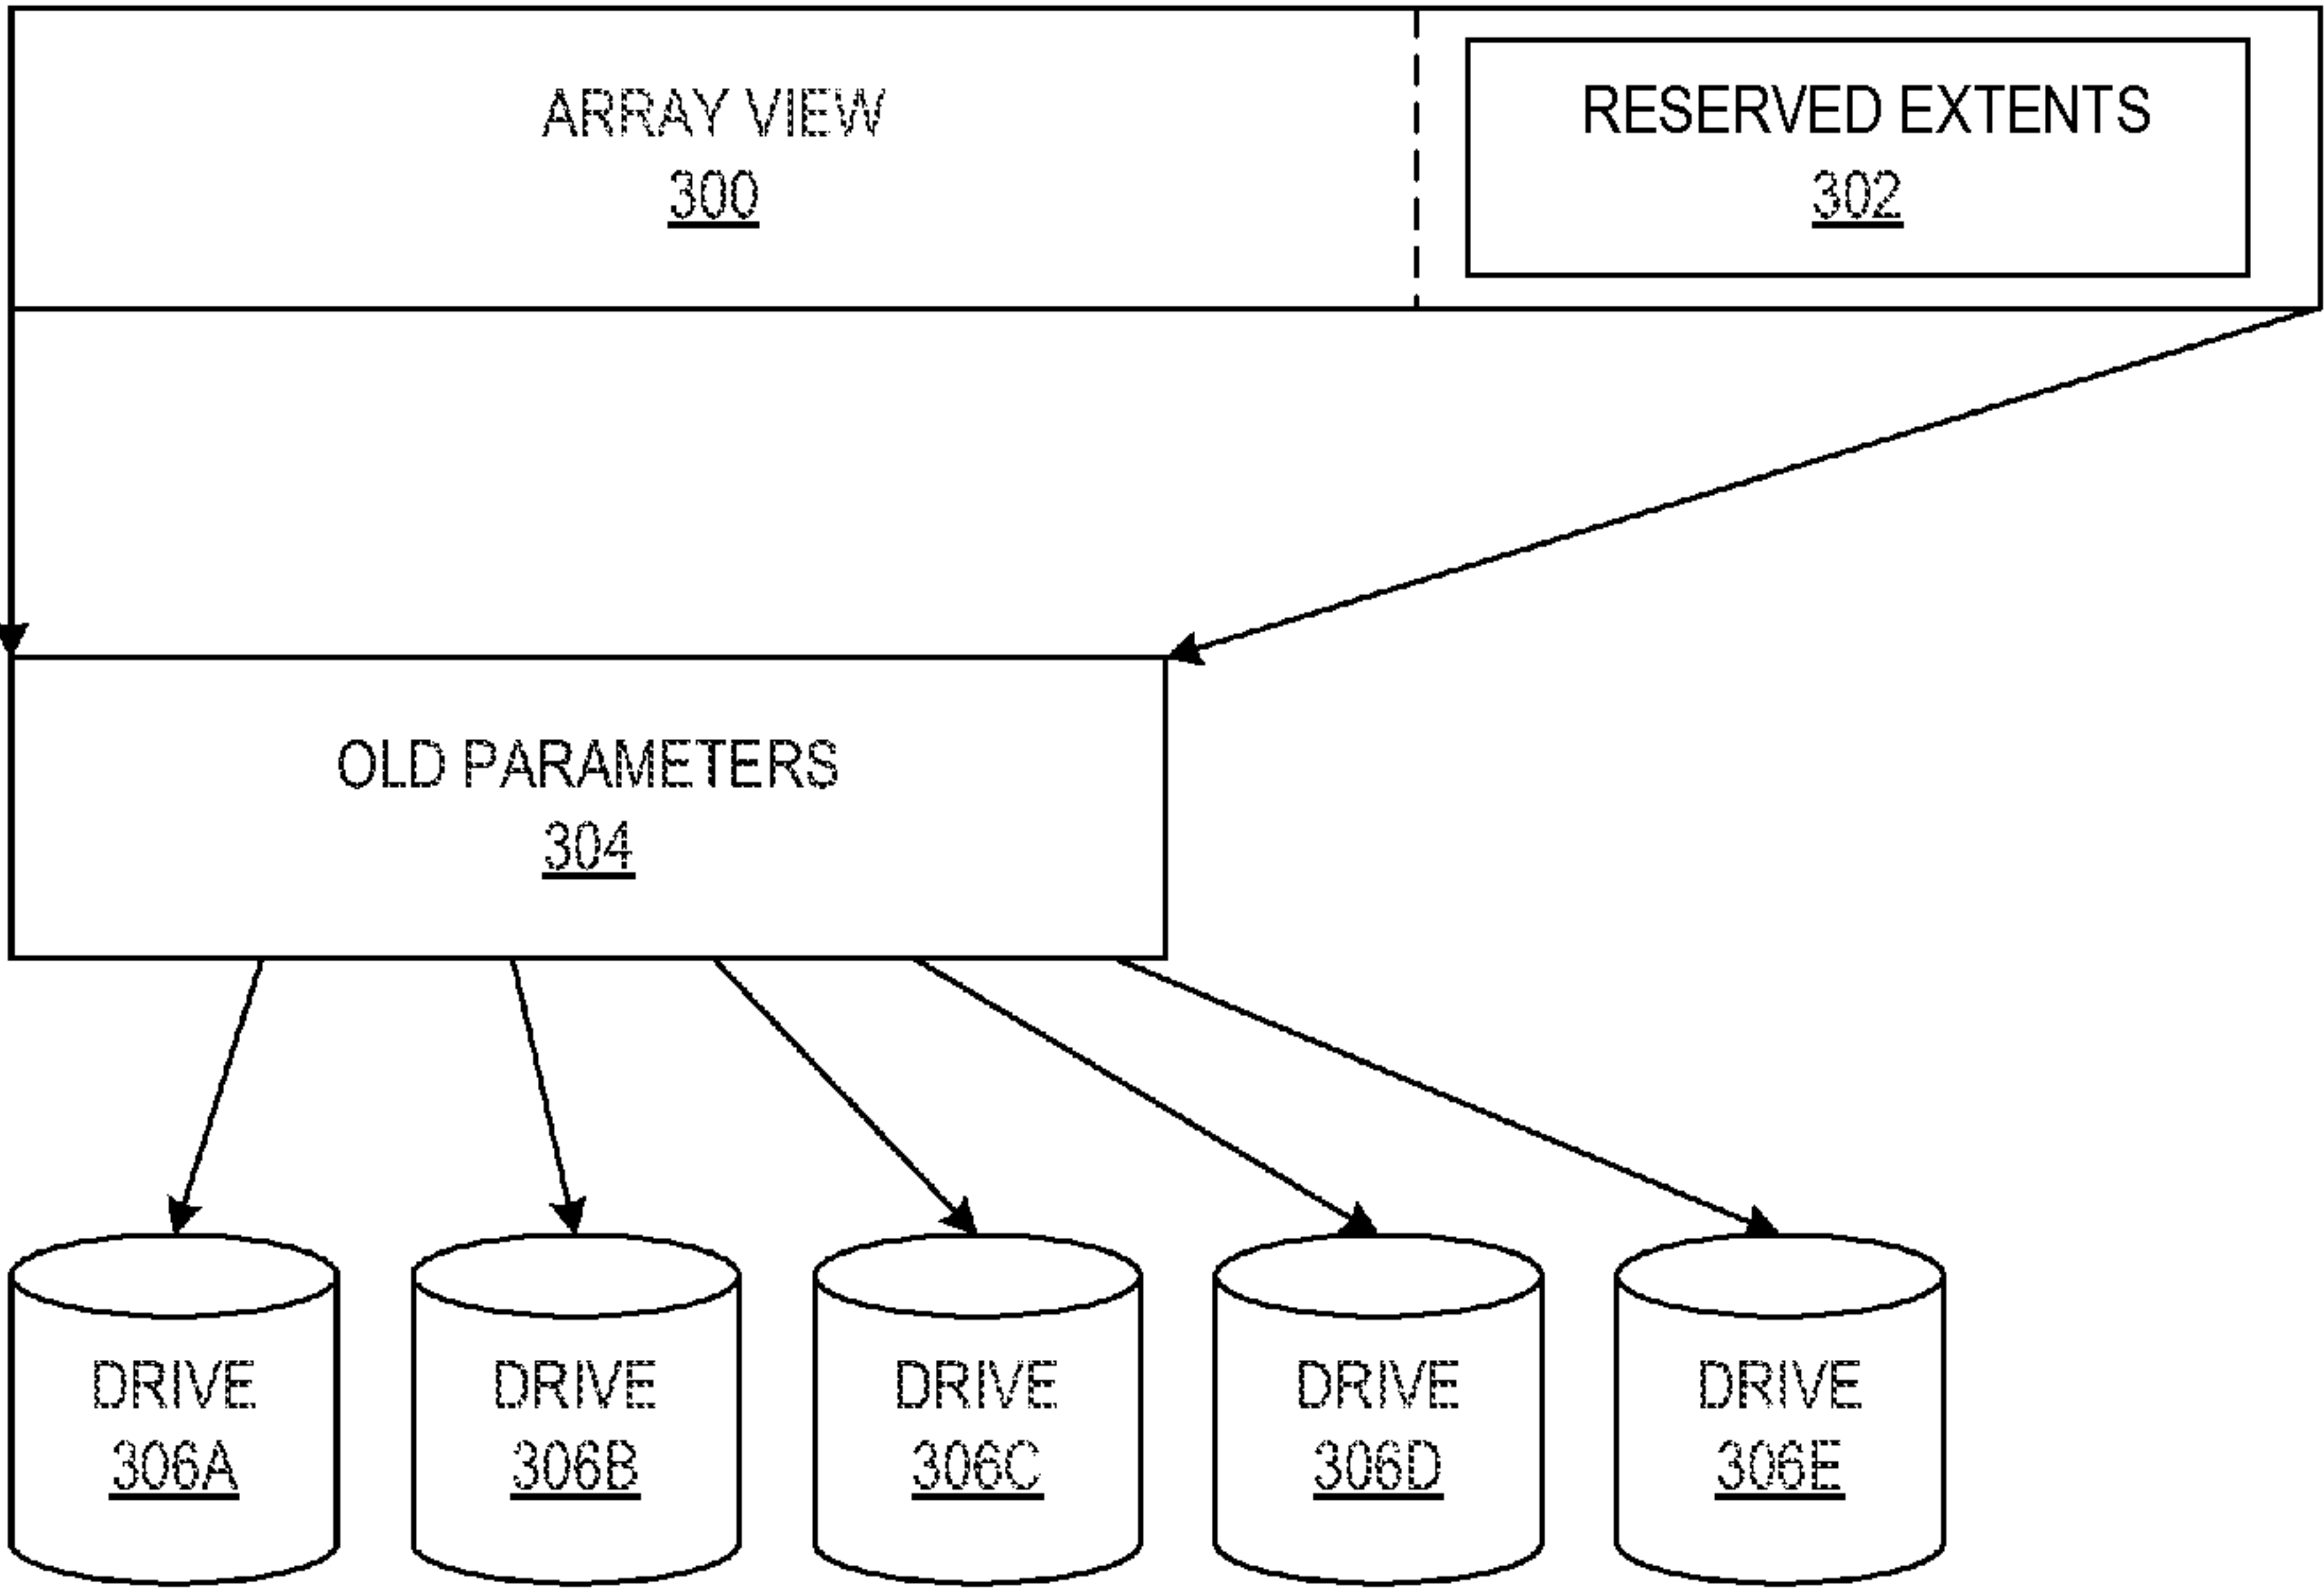 ARRAY VIEW
300
RESERVED EXTENTS
302
OLD PARAMETERS
304
DRIVE
306A
DRIVE
306B
DRIVE
306C
DRIVE
306D
DRIVE
306E